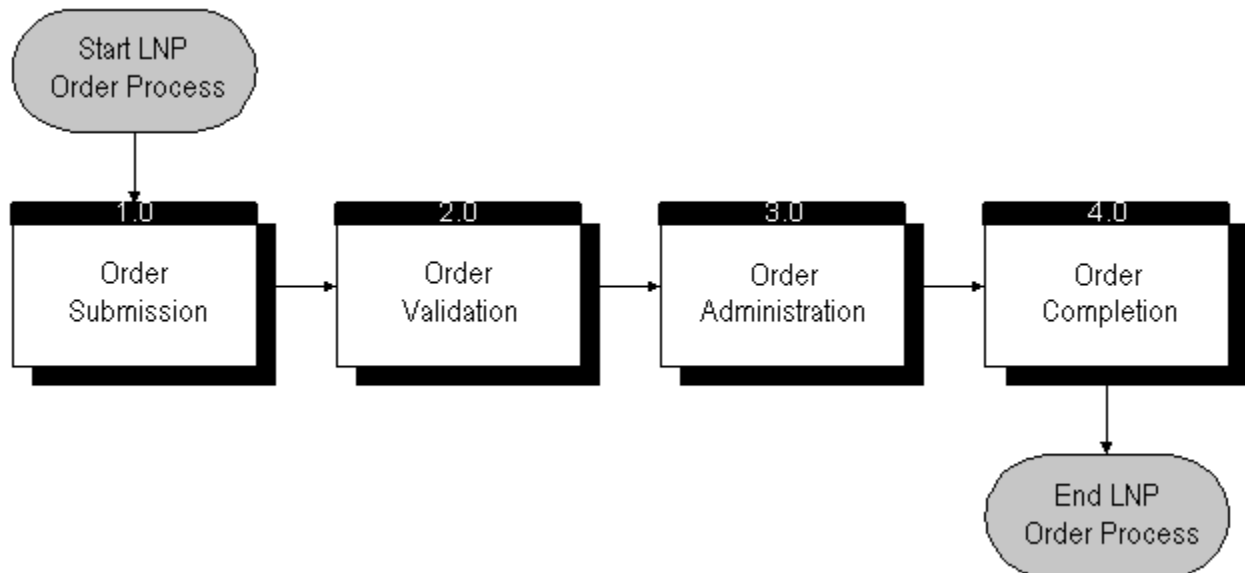 Start LNP
Order Process
1.0
Order
Submission
2.0
Order
Validation
3.0
Order
Administration
4.0
Order
Completion
End LNP
Order Process